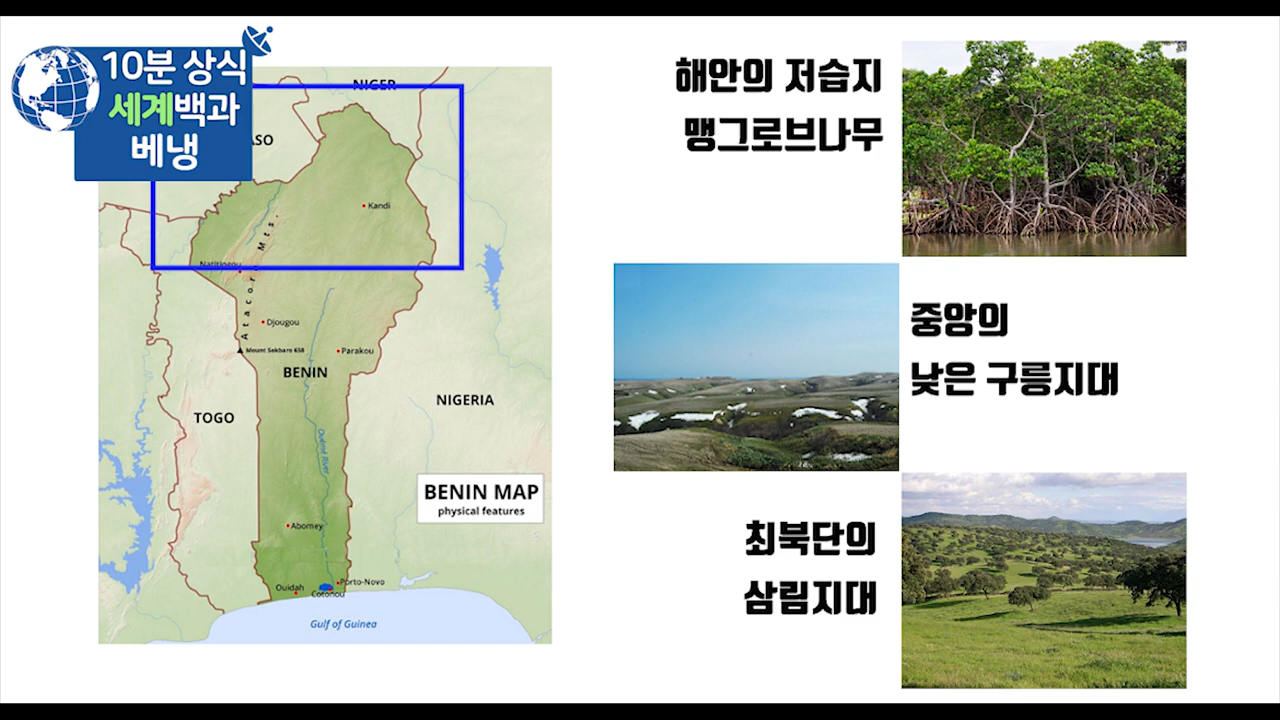 10분 상식
세계백과
베냉
해안의 저습지
맹그로브나무
중앙의
낮은 구릉지대
최북단의
삼림지대
NIGER
ASO
Kandi
Natitingou
Atacora Mts.
Djougou
Mount Sokbaro 658
Parakou
BENIN
TOGO
NIGERIA
Ouémé River
BENIN MAP
physical features
Abomey
Ouidah
Porto-Novo
Cotonou
Gulf of Guinea